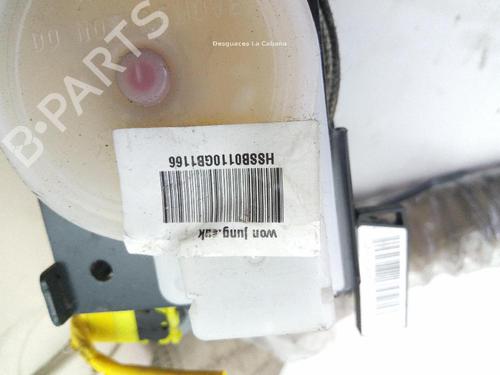 Desguaces La Cabaña
B-PARTS
HSSB0110GB1166
won jung.euk